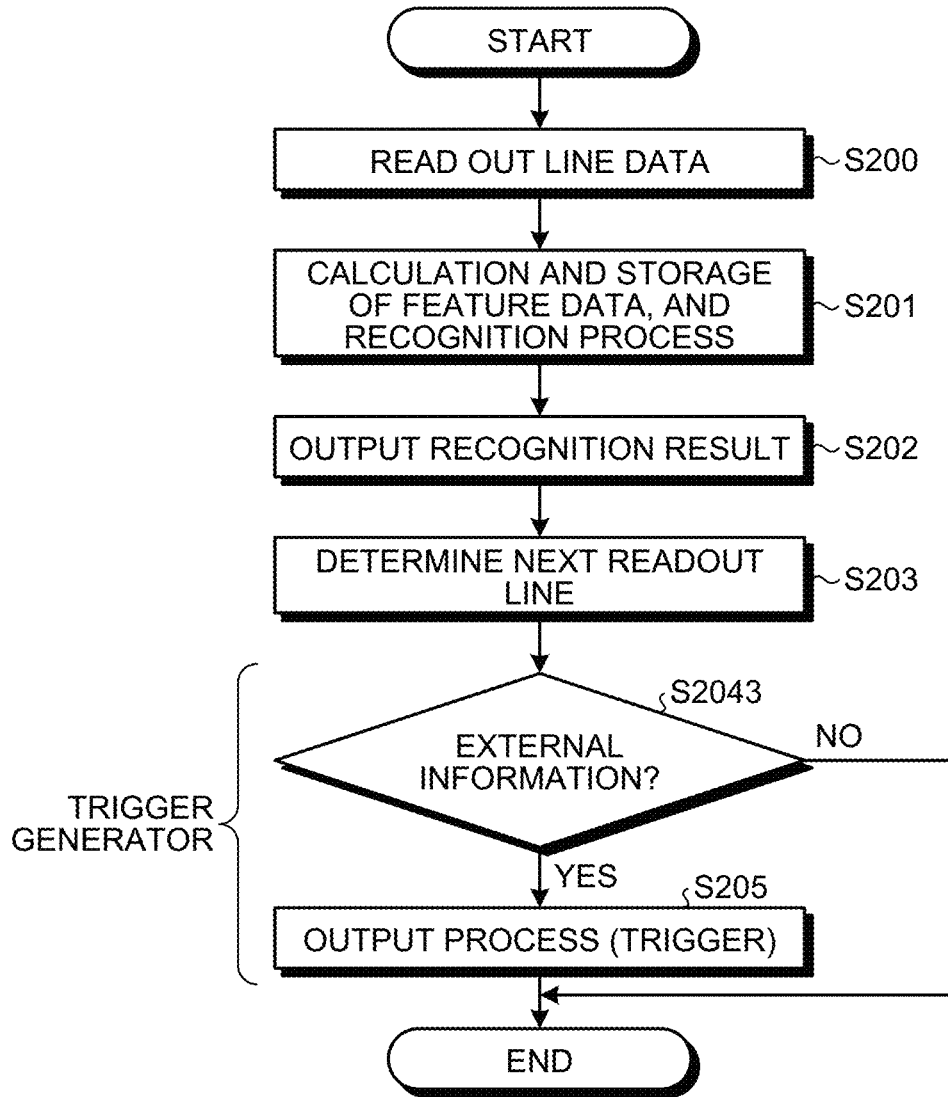 START
READ OUT LINE DATA
S200
CALCULATION AND STORAGE
OF FEATURE DATA, AND
RECOGNITION PROCESS
S201
OUTPUT RECOGNITION RESULT
S202
DETERMINE NEXT READOUT
LINE
S203
S2043
EXTERNAL
INFORMATION?
NO
TRIGGER
GENERATOR
YES
S205
OUTPUT PROCESS (TRIGGER)
END